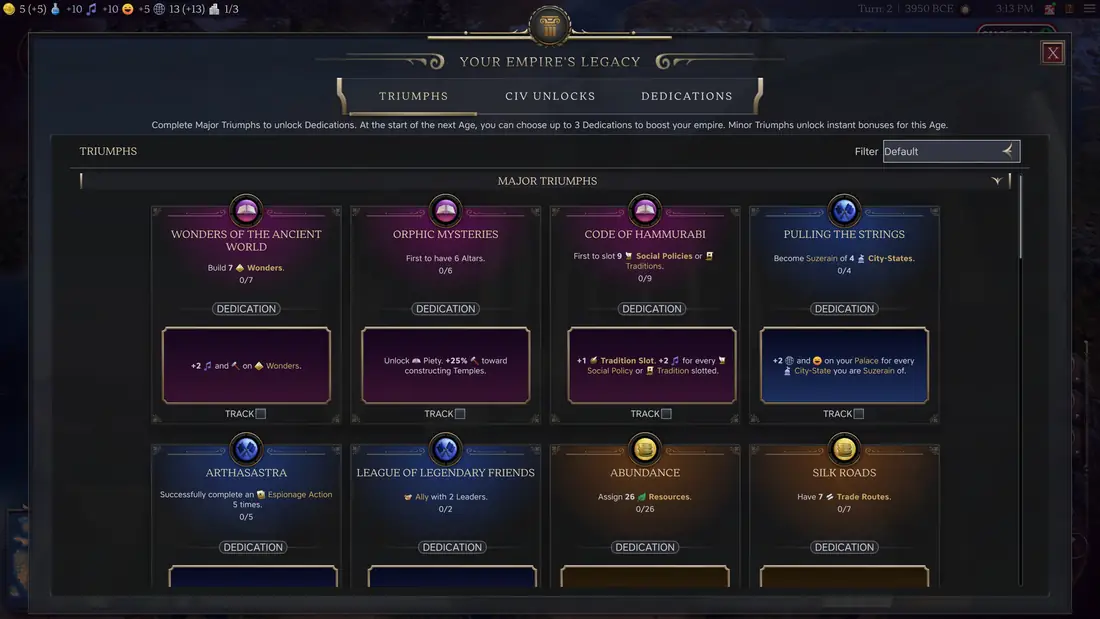 5 (+5) +10 +10 +5 13 (+13) 1/3
Turn: 2 | 3950 BCE
3:13 PM
YOUR EMPIRE'S LEGACY
X
TRIUMPHS
CIV UNLOCKS
DEDICATIONS
Complete Major Triumphs to unlock Dedications. At the start of the next Age, you can choose up to 3 Dedications to boost your empire. Minor Triumphs unlock instant bonuses for this Age.
TRIUMPHS
Filter
Default
MAJOR TRIUMPHS
WONDERS OF THE ANCIENT
WORLD
Build 7 Wonders.
0/7
DEDICATION
+2 and on Wonders.
TRACK
ORPHIC MYSTERIES
First to have 6 Altars.
0/6
DEDICATION
Unlock Piety. +25% toward
constructing Temples.
TRACK
CODE OF HAMMURABI
First to slot 9 Social Policies or
Traditions.
0/9
DEDICATION
+1 Tradition Slot. +2 for every
Social Policy or Tradition slotted.
TRACK
PULLING THE STRINGS
Become Suzerain of 4 City-States.
0/4
DEDICATION
+2 and on your Palace for every
City-State you are Suzerain of.
TRACK
ARTHASASTRA
Successfully complete an Espionage Action
5 times.
0/5
DEDICATION
LEAGUE OF LEGENDARY FRIENDS
Ally with 2 Leaders.
0/2
DEDICATION
ABUNDANCE
Assign 26 Resources.
0/26
DEDICATION
SILK ROADS
Have 7 Trade Routes.
0/7
DEDICATION